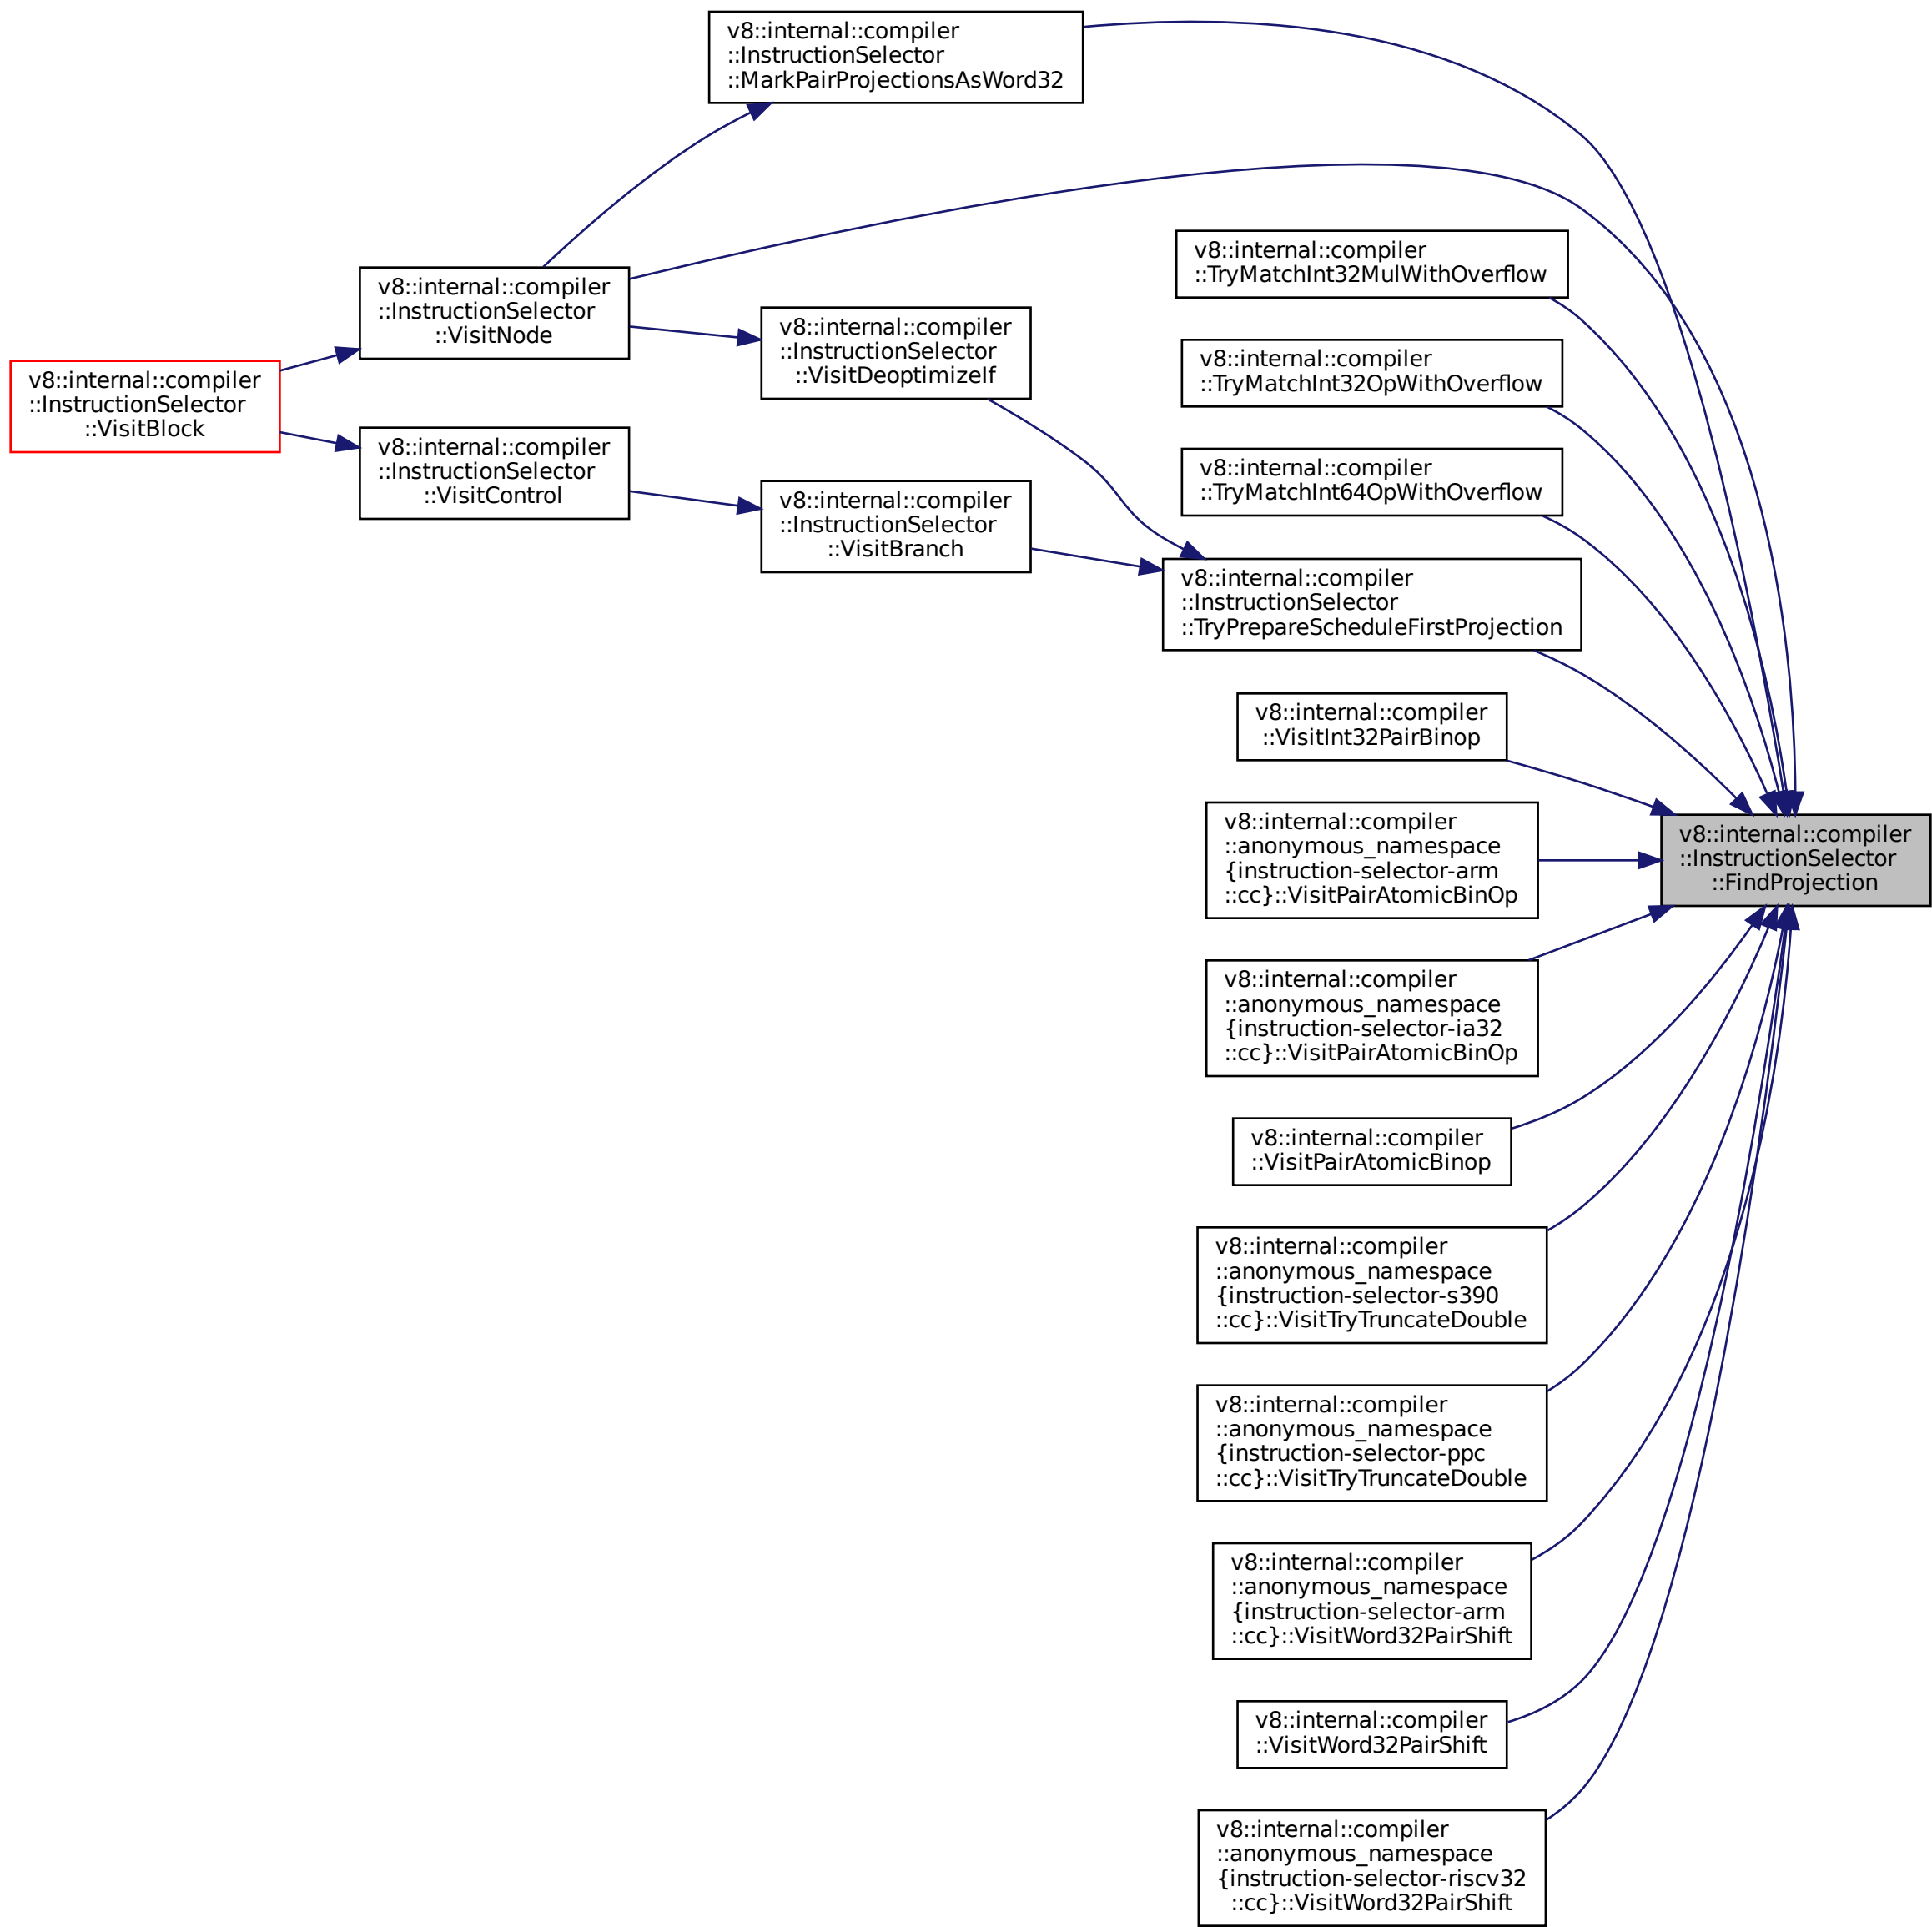 v8::internal::compiler
::InstructionSelector
::MarkPairProjectionsAsWord32
v8::internal::compiler
::InstructionSelector
::VisitNode
v8::internal::compiler
::InstructionSelector
::VisitBlock
v8::internal::compiler
::InstructionSelector
::VisitControl
v8::internal::compiler
::InstructionSelector
::VisitDeoptimizeIf
v8::internal::compiler
::InstructionSelector
::VisitBranch
v8::internal::compiler
::TryMatchInt32MulWithOverflow
v8::internal::compiler
::TryMatchInt32OpWithOverflow
v8::internal::compiler
::TryMatchInt64OpWithOverflow
v8::internal::compiler
::InstructionSelector
::TryPrepareScheduleFirstProjection
v8::internal::compiler
::VisitInt32PairBinop
v8::internal::compiler
::anonymous_namespace
{instruction-selector-arm
::cc}::VisitPairAtomicBinOp
v8::internal::compiler
::InstructionSelector
::FindProjection
v8::internal::compiler
::anonymous_namespace
{instruction-selector-ia32
::cc}::VisitPairAtomicBinOp
v8::internal::compiler
::VisitPairAtomicBinop
v8::internal::compiler
::anonymous_namespace
{instruction-selector-s390
::cc}::VisitTryTruncateDouble
v8::internal::compiler
::anonymous_namespace
{instruction-selector-ppc
::cc}::VisitTryTruncateDouble
v8::internal::compiler
::anonymous_namespace
{instruction-selector-arm
::cc}::VisitWord32PairShift
v8::internal::compiler
::VisitWord32PairShift
v8::internal::compiler
::anonymous_namespace
{instruction-selector-riscv32
::cc}::VisitWord32PairShift